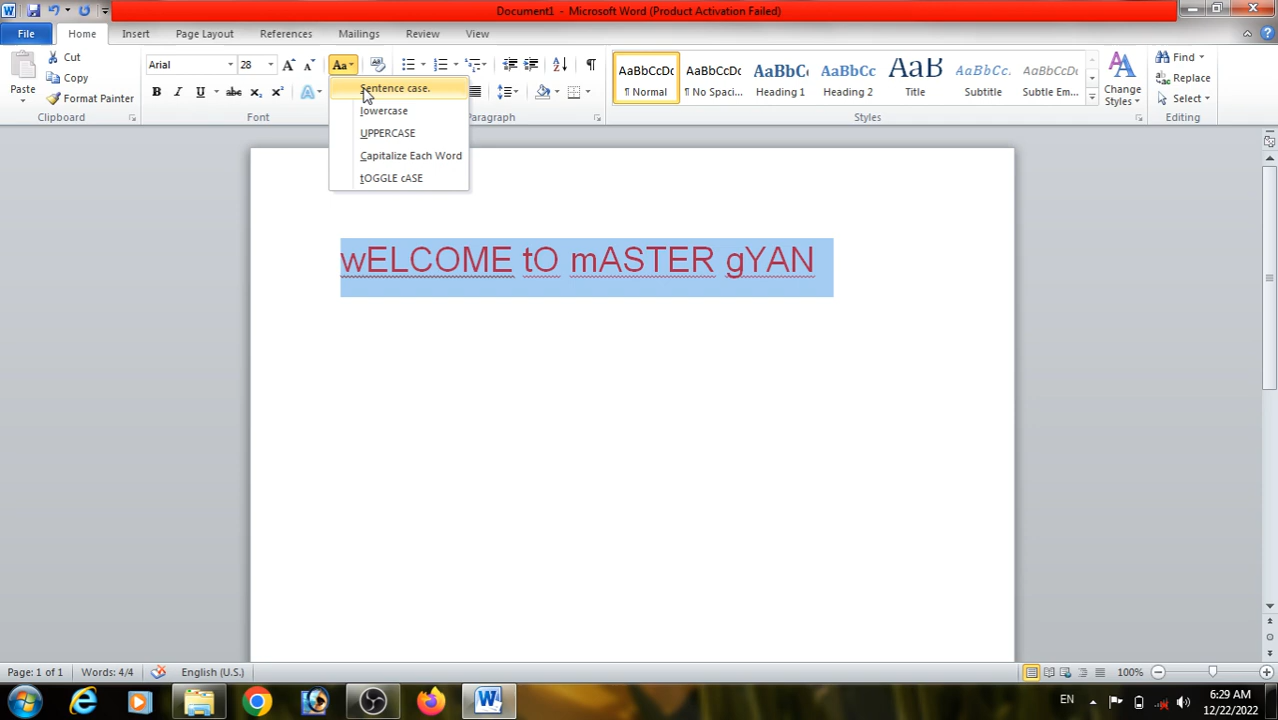 Document1 - Microsoft Word (Product Activation Failed)
File Home Insert Page Layout References Mailings Review View
Paste
Cut
Copy
Format Painter
Clipboard
Arial 28 Aa
B I U abc X₂ X² A
Font
Sentence case.
lowercase
UPPERCASE
Capitalize Each Word
tOGGLE cASE
Paragraph
AaBbCcDc AaBbCcDc AaBbCc AaBbCc AaB AaBbCc. AaBbCcDc
¶ Normal ¶ No Spaci... Heading 1 Heading 2 Title Subtitle Subtle Em...
Change Styles
Styles
Find
Replace
Select
Editing
wELCOME tO mASTER gYAN
Page: 1 of 1 Words: 4/4 English (U.S.) 100%
EN 6:29 AM
12/22/2022